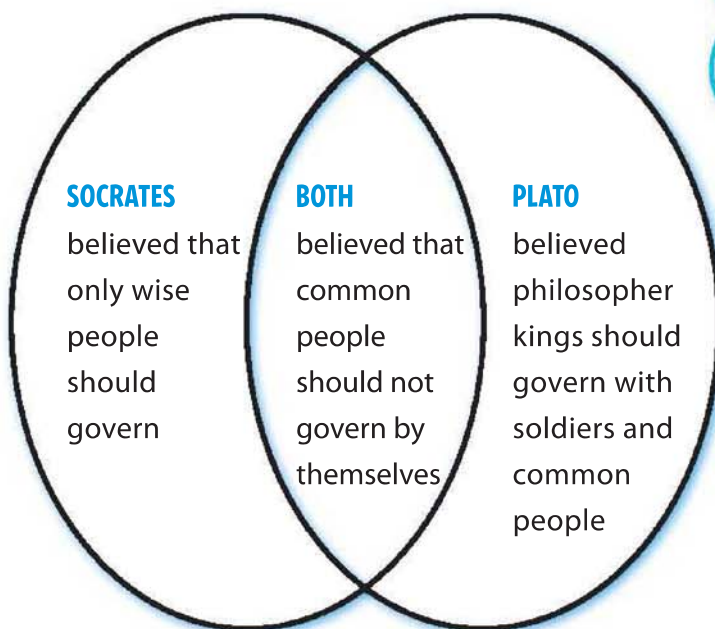 SOCRATES
believed that
only wise
people
should
govern
BOTH
believed that
common
people
should not
govern by
themselves
PLATO
believed
philosopher
kings should
govern with
soldiers and
common
people